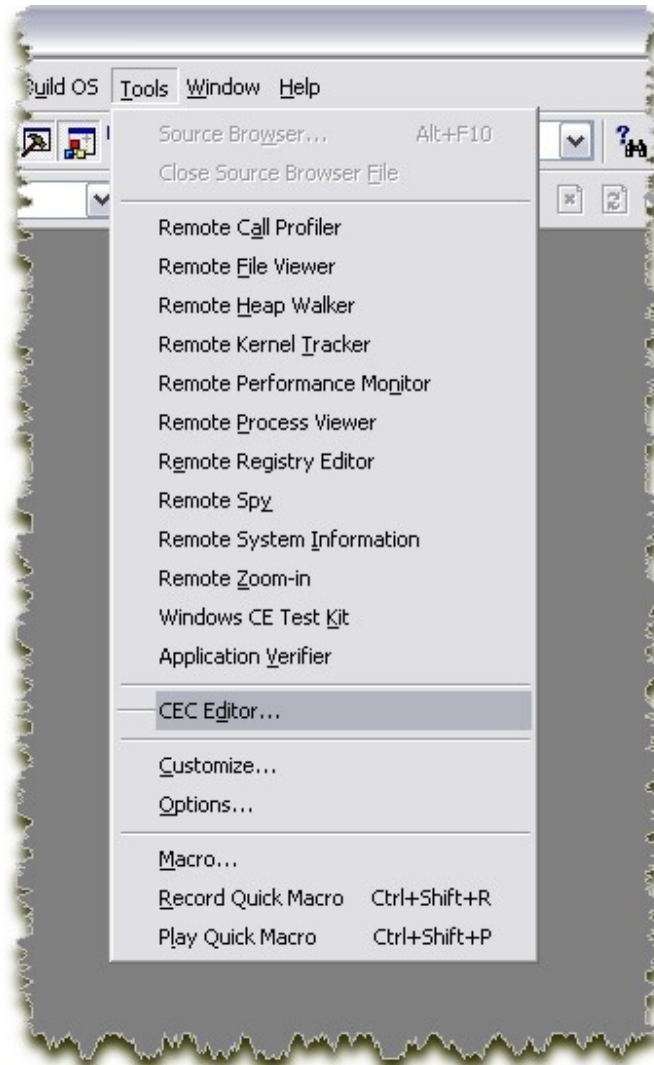 Build OS Tools Window Help
Source Browser... Alt+F10
Close Source Browser File
Remote Call Profiler
Remote File Viewer
Remote Heap Walker
Remote Kernel Tracker
Remote Performance Monitor
Remote Process Viewer
Remote Registry Editor
Remote Spy
Remote System Information
Remote Zoom-in
Windows CE Test Kit
Application Verifier
CEC Editor...
Customize...
Options...
Macro...
Record Quick Macro Ctrl+Shift+R
Play Quick Macro Ctrl+Shift+P